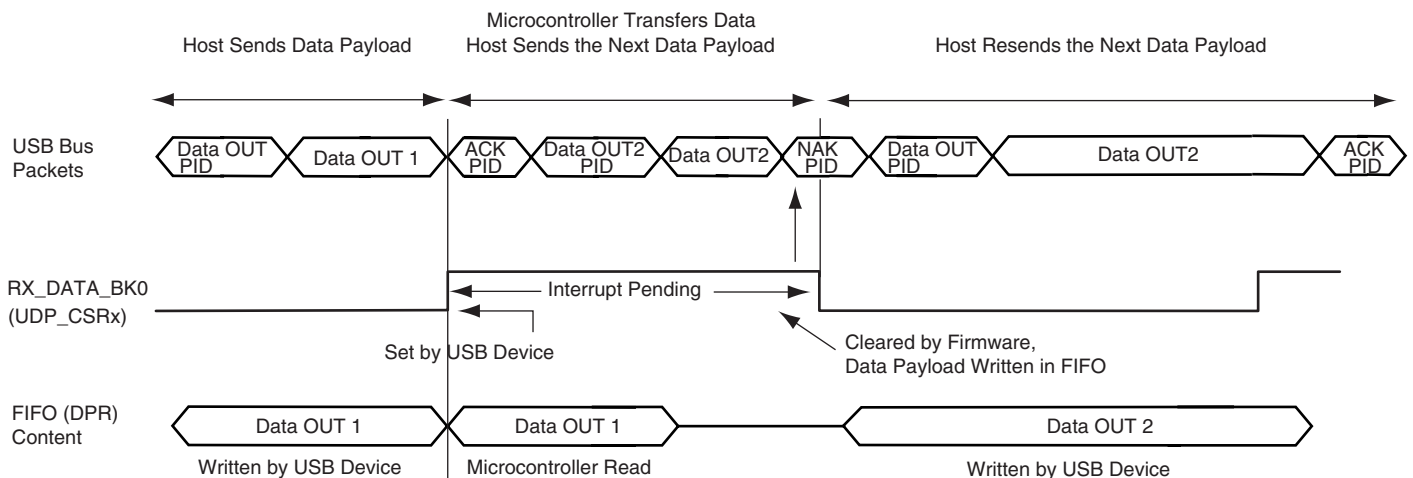 Microcontroller Transfers Data
Host Sends Data Payload
Host Sends the Next Data Payload
Host Resends the Next Data Payload
USB Bus
Packets
Data OUT
PID
Data OUT 1
ACK
PID
Data OUT2
PID
Data OUT2
NAK
PID
Data OUT
PID
Data OUT2
ACK
PID
RX_DATA_BK0
(UDP_CSRx)
Interrupt Pending
Set by USB Device
Cleared by Firmware,
Data Payload Written in FIFO
FIFO (DPR)
Content
Data OUT 1
Data OUT 1
Data OUT 2
Written by USB Device
Microcontroller Read
Written by USB Device